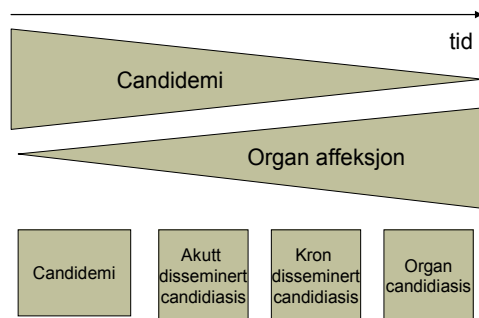 tid
Candidemi
Organ affeksjon
Candidemi
Akutt
disseminert
candidiasis
Kron
disseminert
candidiasis
Organ
candidiasis